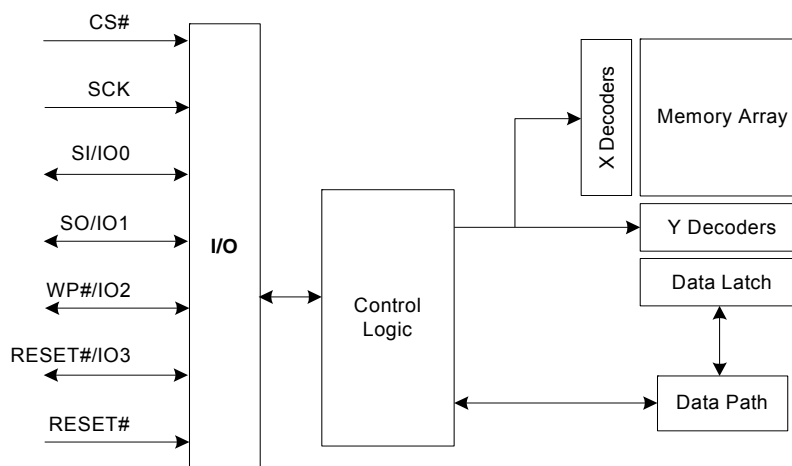 CS#
SCK
SI/IO0
SO/IO1
WP#/IO2
RESET#/IO3
RESET#
I/O
Control
Logic
X Decoders
Memory Array
Y Decoders
Data Latch
Data Path